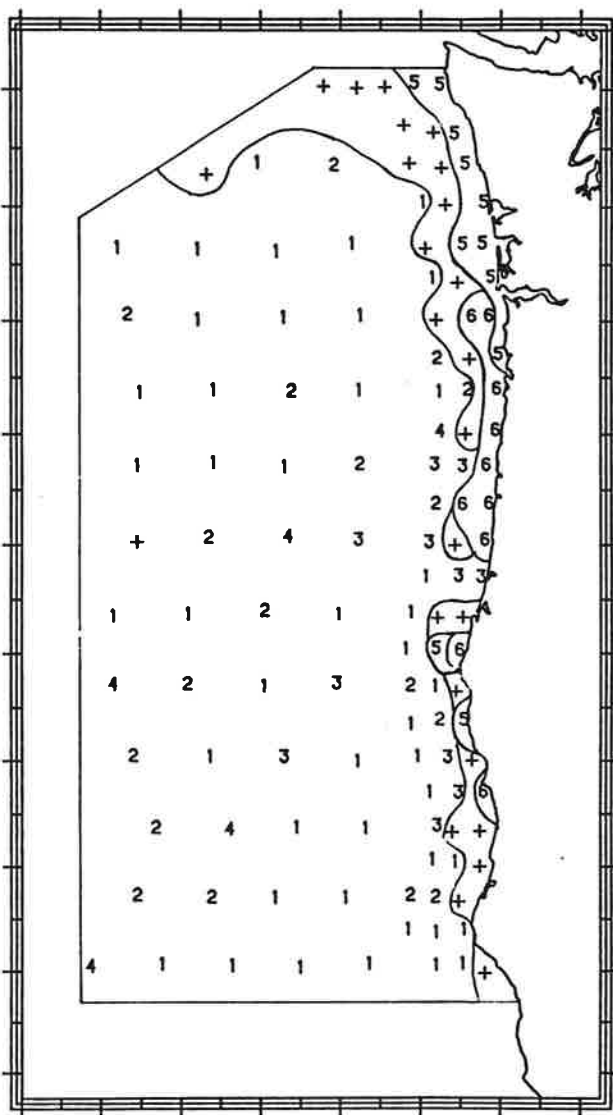 + + + 5 5
+ + 5
+ 1 2 + + 5
1 + 5
1 1 1 1 + 5 5
1 + 5
2 1 1 1 + 6 6
2 + 5
1 1 2 1 1 2 6
4 + 6
1 1 1 2 3 3 6
2 6 6
+ 2 4 3 3 + 6
1 3 3
1 1 2 1 1 + +
1 5 6
4 2 1 3 2 1 +
1 2 5
2 1 3 1 1 3 +
1 3 6
2 4 1 1 3 + +
1 1 +
2 2 1 1 2 2 +
1 1 1
4 1 1 1 1 1 1 +